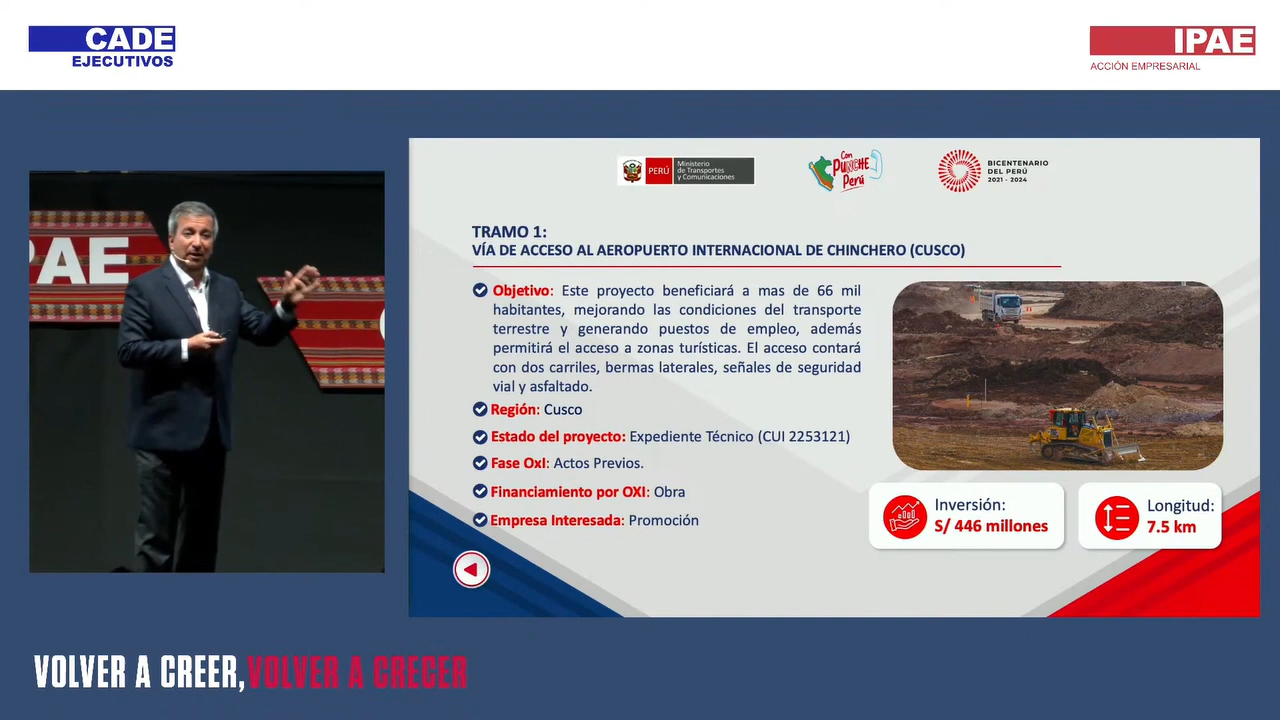 CADE
EJECUTIVOS
IPAE
ACCIÓN EMPRESARIAL
PAE
PERÚ
Ministerio
de Transportes
y Comunicaciones
Con
PUNCHE
Perú
BICENTENARIO
DEL PERÚ
2021 - 2024
TRAMO 1:
VÍA DE ACCESO AL AEROPUERTO INTERNACIONAL DE CHINCHERO (CUSCO)
Objetivo: Este proyecto beneficiará a mas de 66 mil
habitantes, mejorando las condiciones del transporte
terrestre y generando puestos de empleo, además
permitirá el acceso a zonas turísticas. El acceso contará
con dos carriles, bermas laterales, señales de seguridad
vial y asfaltado.
Región: Cusco
Estado del proyecto: Expediente Técnico (CUI 2253121)
Fase OxI: Actos Previos.
Financiamiento por OXI: Obra
Empresa Interesada: Promoción
Inversión:
S/ 446 millones
Longitud:
7.5 km
VOLVER A CREER, VOLVER A CRECER